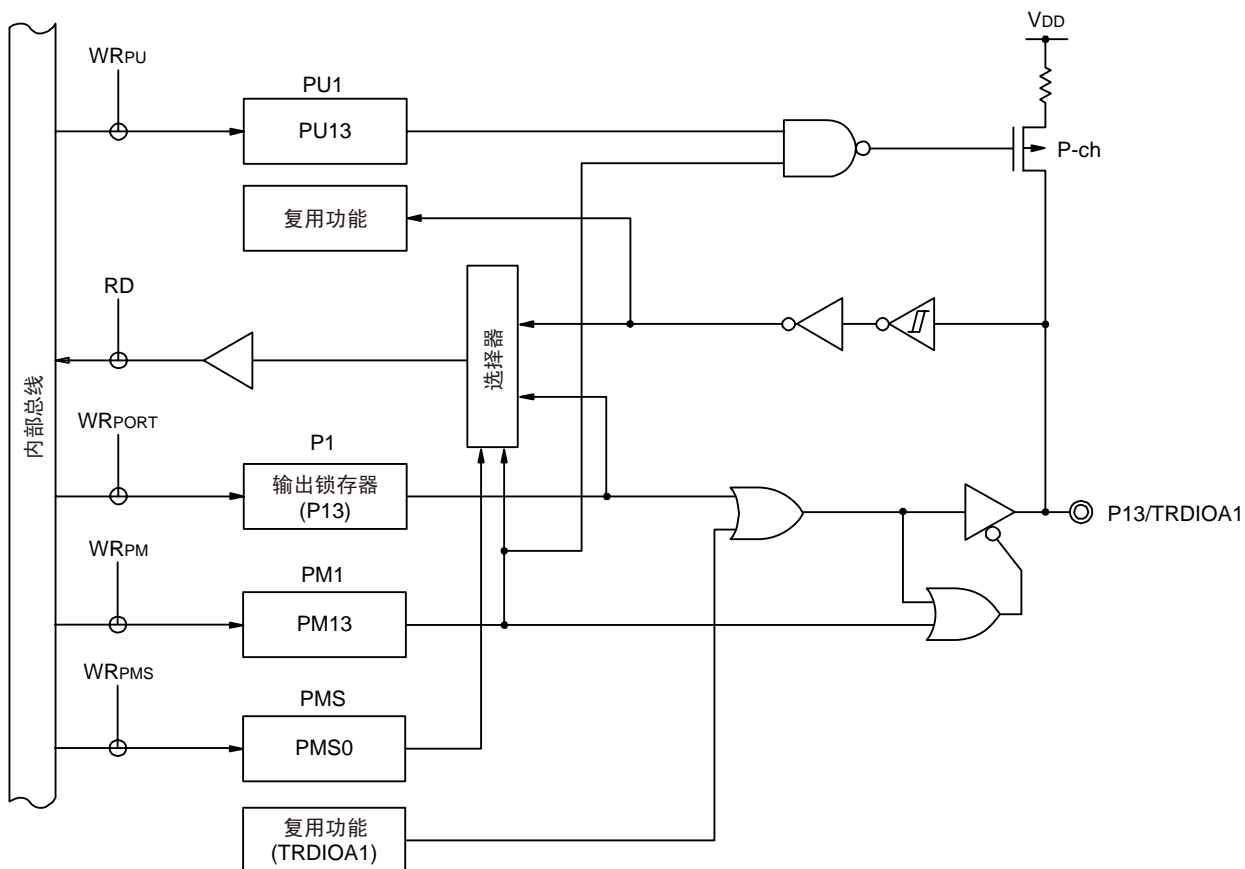 VDD
WRPU
PU1
PU13
P-ch
复用功能
RD
选择器
内部总线
WRPORT
P1
输出锁存器
(P13)
P13/TRDIOA1
WRPM
PM1
PM13
WRPMS
PMS
PMS0
复用功能
(TRDIOA1)